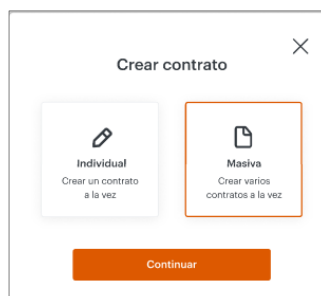 Crear contrato
Individual
Crear un contrato
a la vez
Masiva
Crear varios
contratos a la vez
Continuar